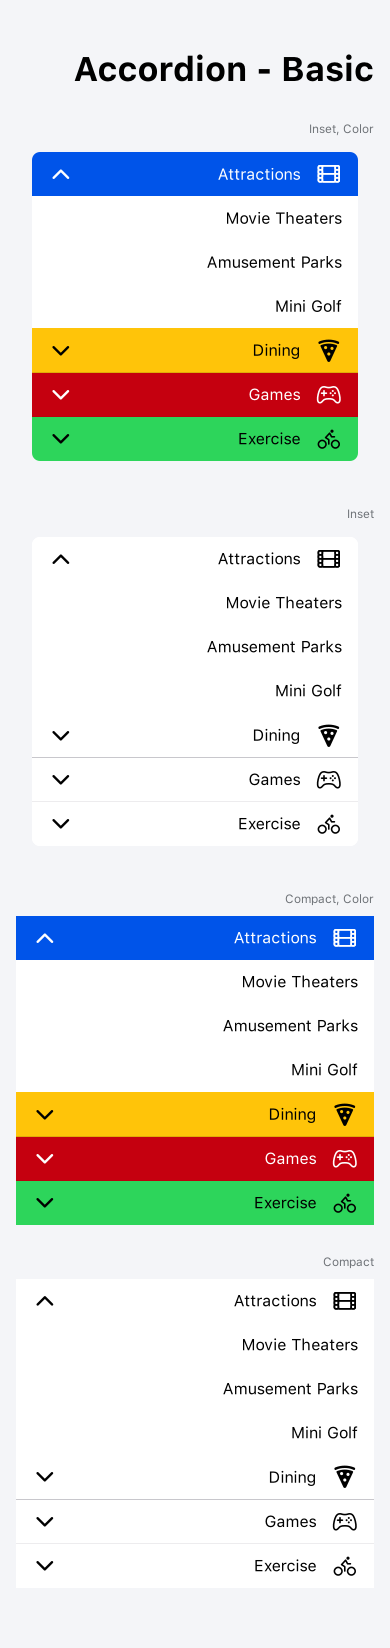 Accordion - Basic
Inset, Color
Attractions
Movie Theaters
Amusement Parks
Mini Golf
Dining
Games
Exercise
Inset
Attractions
Movie Theaters
Amusement Parks
Mini Golf
Dining
Games
Exercise
Compact, Color
Attractions
Movie Theaters
Amusement Parks
Mini Golf
Dining
Games
Exercise
Compact
Attractions
Movie Theaters
Amusement Parks
Mini Golf
Dining
Games
Exercise